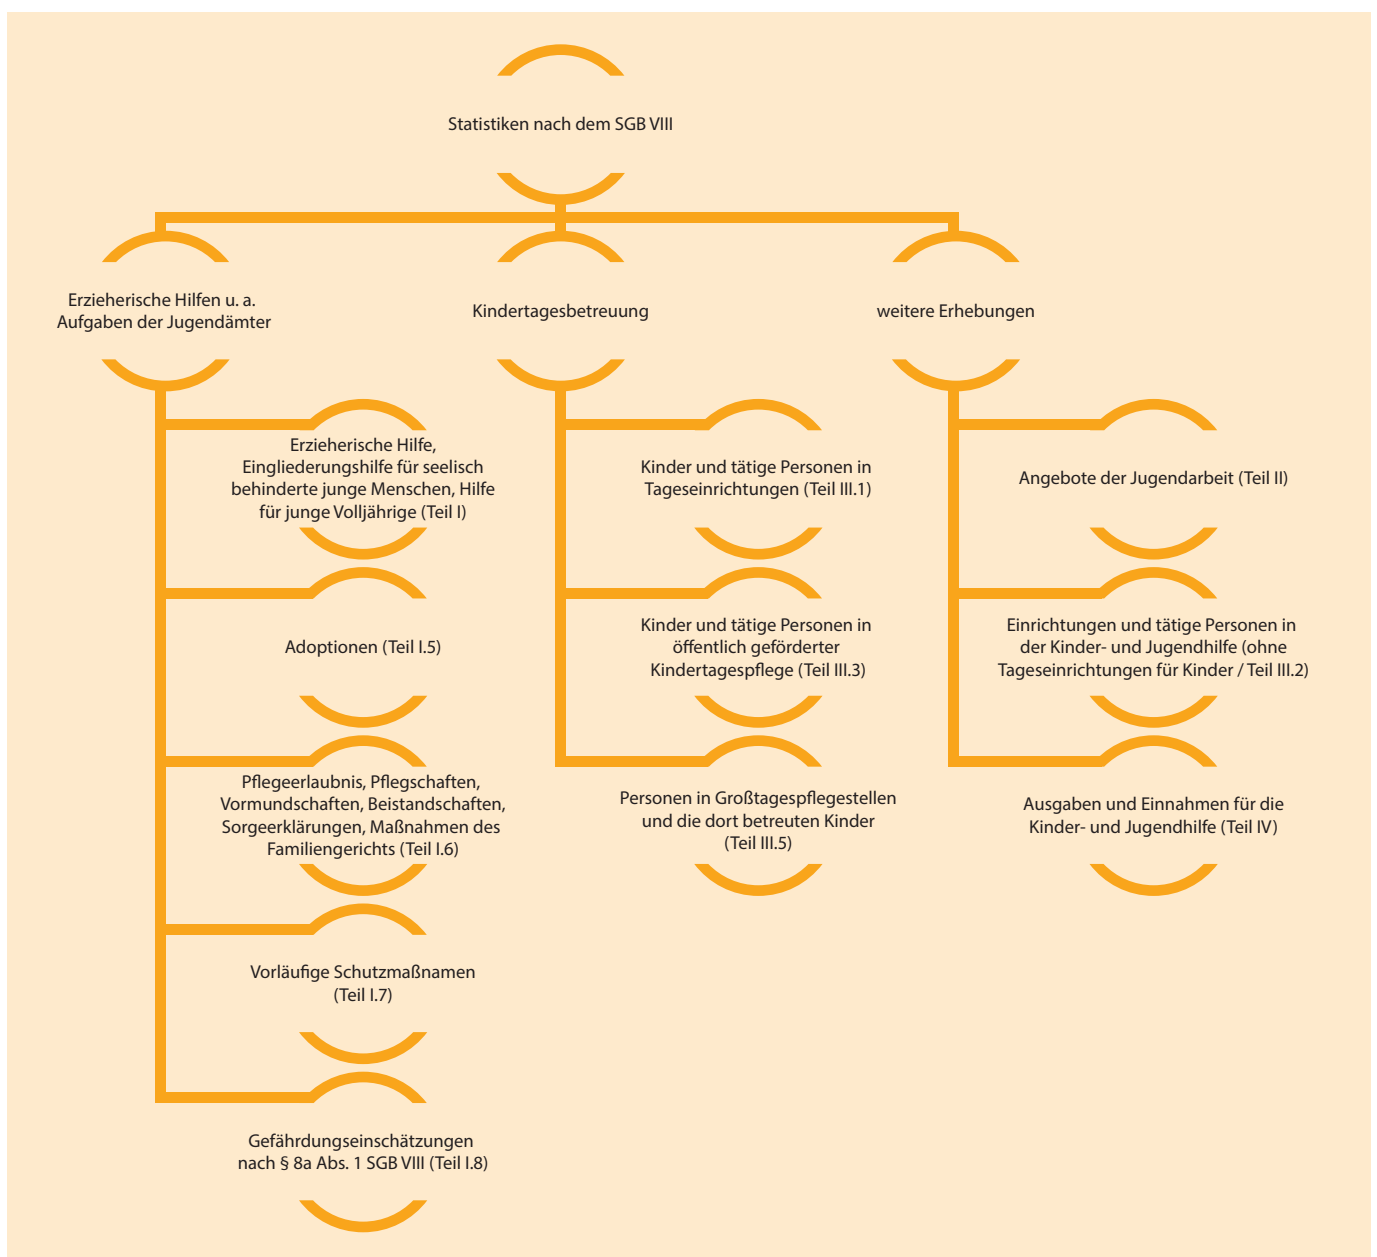 Statistiken nach dem SGB VIII
Erzieherische Hilfen u. a.
Aufgaben der Jugendämter
Kindertagesbetreuung
weitere Erhebungen
Erzieherische Hilfe,
Eingliederungshilfe für seelisch
behinderte junge Menschen, Hilfe
für junge Volljährige (Teil I)
Adoptionen (Teil I.5)
Pflegeerlaubnis, Pflegschaften,
Vormundschaften, Beistandschaften,
Sorgeerklärungen, Maßnahmen des
Familiengerichts (Teil I.6)
Vorläufige Schutzmaßnamen
(Teil I.7)
Gefährdungseinschätzungen
nach § 8a Abs. 1 SGB VIII (Teil I.8)
Kinder und tätige Personen in
Tageseinrichtungen (Teil III.1)
Kinder und tätige Personen in
öffentlich geförderter
Kindertagespflege (Teil III.3)
Personen in Großtagespflegestellen
und die dort betreuten Kinder
(Teil III.5)
Angebote der Jugendarbeit (Teil II)
Einrichtungen und tätige Personen in
der Kinder- und Jugendhilfe (ohne
Tageseinrichtungen für Kinder / Teil III.2)
Ausgaben und Einnahmen für die
Kinder- und Jugendhilfe (Teil IV)